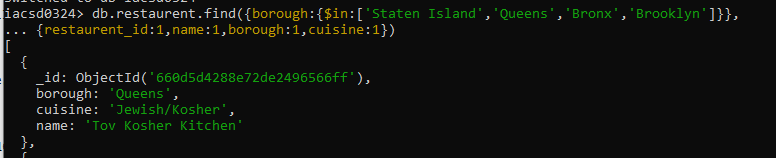 iacsd0324> db.restaurent.find({borough:{$in:['Staten Island','Queens','Bronx','Brooklyn']}},
... {restaurent_id:1,name:1,borough:1,cuisine:1})
[
  {
    _id: ObjectId('660d5d4288e72de2496566ff'),
    borough: 'Queens',
    cuisine: 'Jewish/Kosher',
    name: 'Tov Kosher Kitchen'
  },
  {